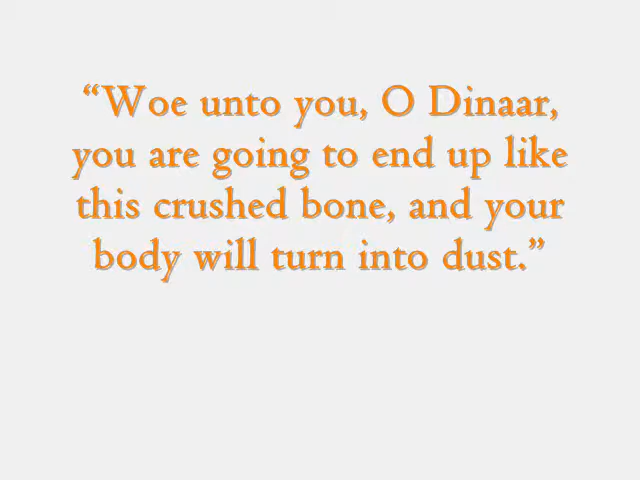 “Woe unto you, O Dinaar,
you are going to end up like
this crushed bone, and your
body will turn into dust.”